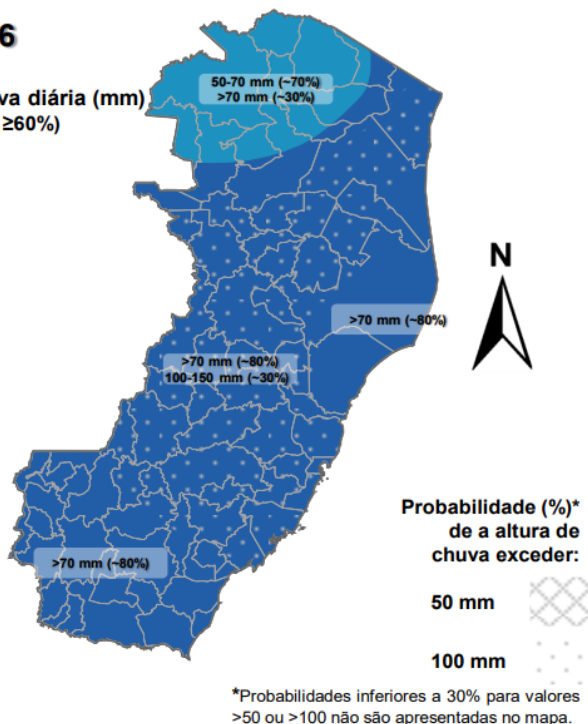 6
va diária (mm)
≥60%)
50-70 mm (~70%)
>70 mm (~30%)
N
>70 mm (~80%)
>70 mm (~80%)
100-150 mm (~30%)
>70 mm (~80%)
Probabilidade (%)*
de a altura de
chuva exceder:
50 mm
100 mm
*Probabilidades inferiores a 30% para valores
>50 ou >100 não são apresentadas no mapa.